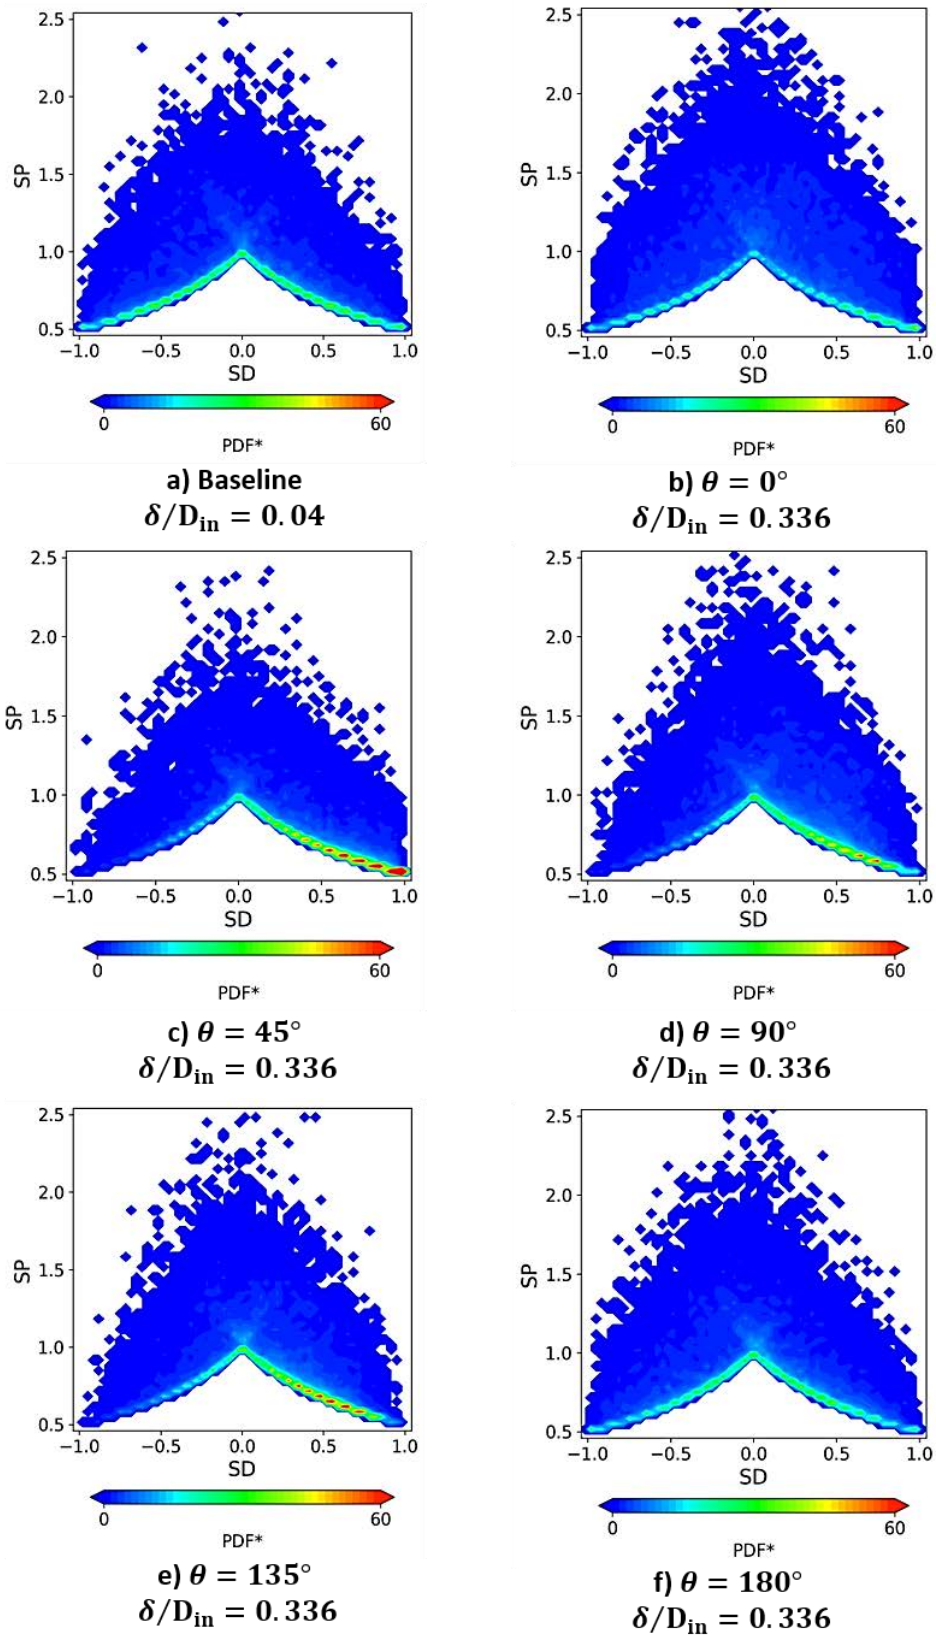 2.5
2.0
1.5
1.0
0.5
SP
−1.0 −0.5 0.0 0.5 1.0
SD
0 60
PDF*
a) Baseline
δ/D_in = 0.04
2.5
2.0
1.5
1.0
0.5
SP
−1.0 −0.5 0.0 0.5 1.0
SD
0 60
PDF*
b) θ = 0°
δ/D_in = 0.336
2.5
2.0
1.5
1.0
0.5
SP
−1.0 −0.5 0.0 0.5 1.0
SD
0 60
PDF*
c) θ = 45°
δ/D_in = 0.336
2.5
2.0
1.5
1.0
0.5
SP
−1.0 −0.5 0.0 0.5 1.0
SD
0 60
PDF*
d) θ = 90°
δ/D_in = 0.336
2.5
2.0
1.5
1.0
0.5
SP
−1.0 −0.5 0.0 0.5 1.0
SD
0 60
PDF*
e) θ = 135°
δ/D_in = 0.336
2.5
2.0
1.5
1.0
0.5
SP
−1.0 −0.5 0.0 0.5 1.0
SD
0 60
PDF*
f) θ = 180°
δ/D_in = 0.336